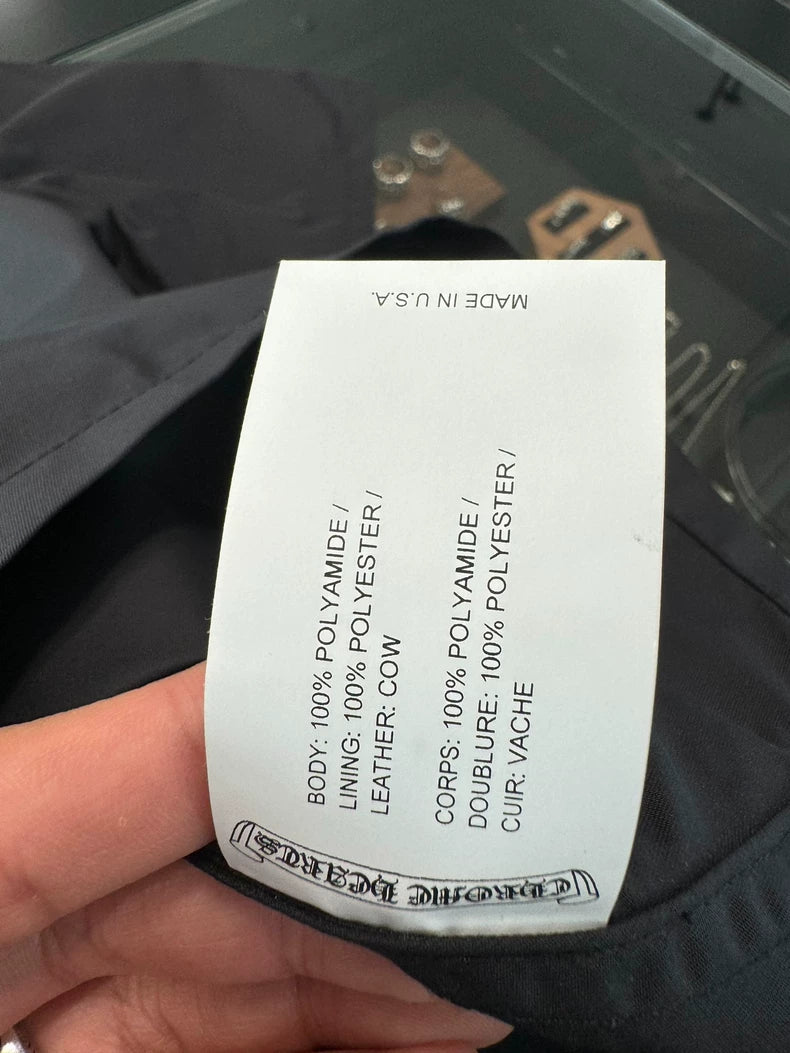 CHROME HEARTS
BODY: 100% POLYAMIDE /
LINING: 100% POLYESTER /
LEATHER: COW
CORPS: 100% POLYAMIDE /
DOUBLURE: 100% POLYESTER /
CUIR: VACHE
MADE IN U.S.A.